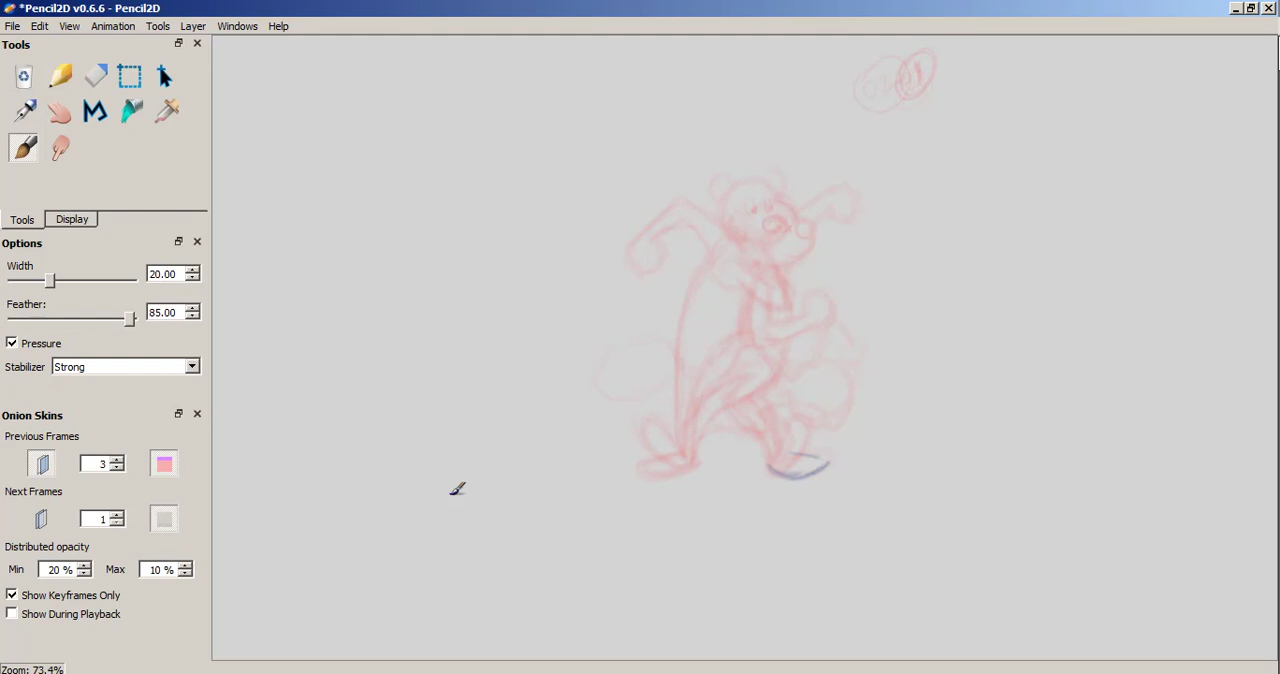 *Pencil2D v0.6.6 - Pencil2D
File Edit View Animation Tools Layer Windows Help
Tools
Tools Display
Options
Width
20.00
Feather:
85.00
Pressure
Stabilizer Strong
Onion Skins
Previous Frames
3
Next Frames
1
Distributed opacity
Min 20 % Max 10 %
Show Keyframes Only
Show During Playback
Zoom: 73.4%